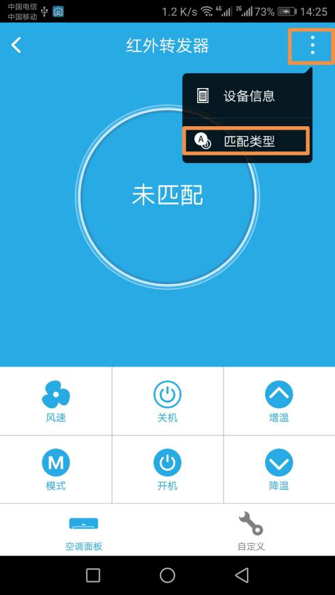 中国电信
中国移动
1.2 K/s 4G 2G 73% 14:25
红外转发器
设备信息
A
匹配类型
未匹配
风速
关机
增温
M
模式
开机
降温
空调面板
自定义